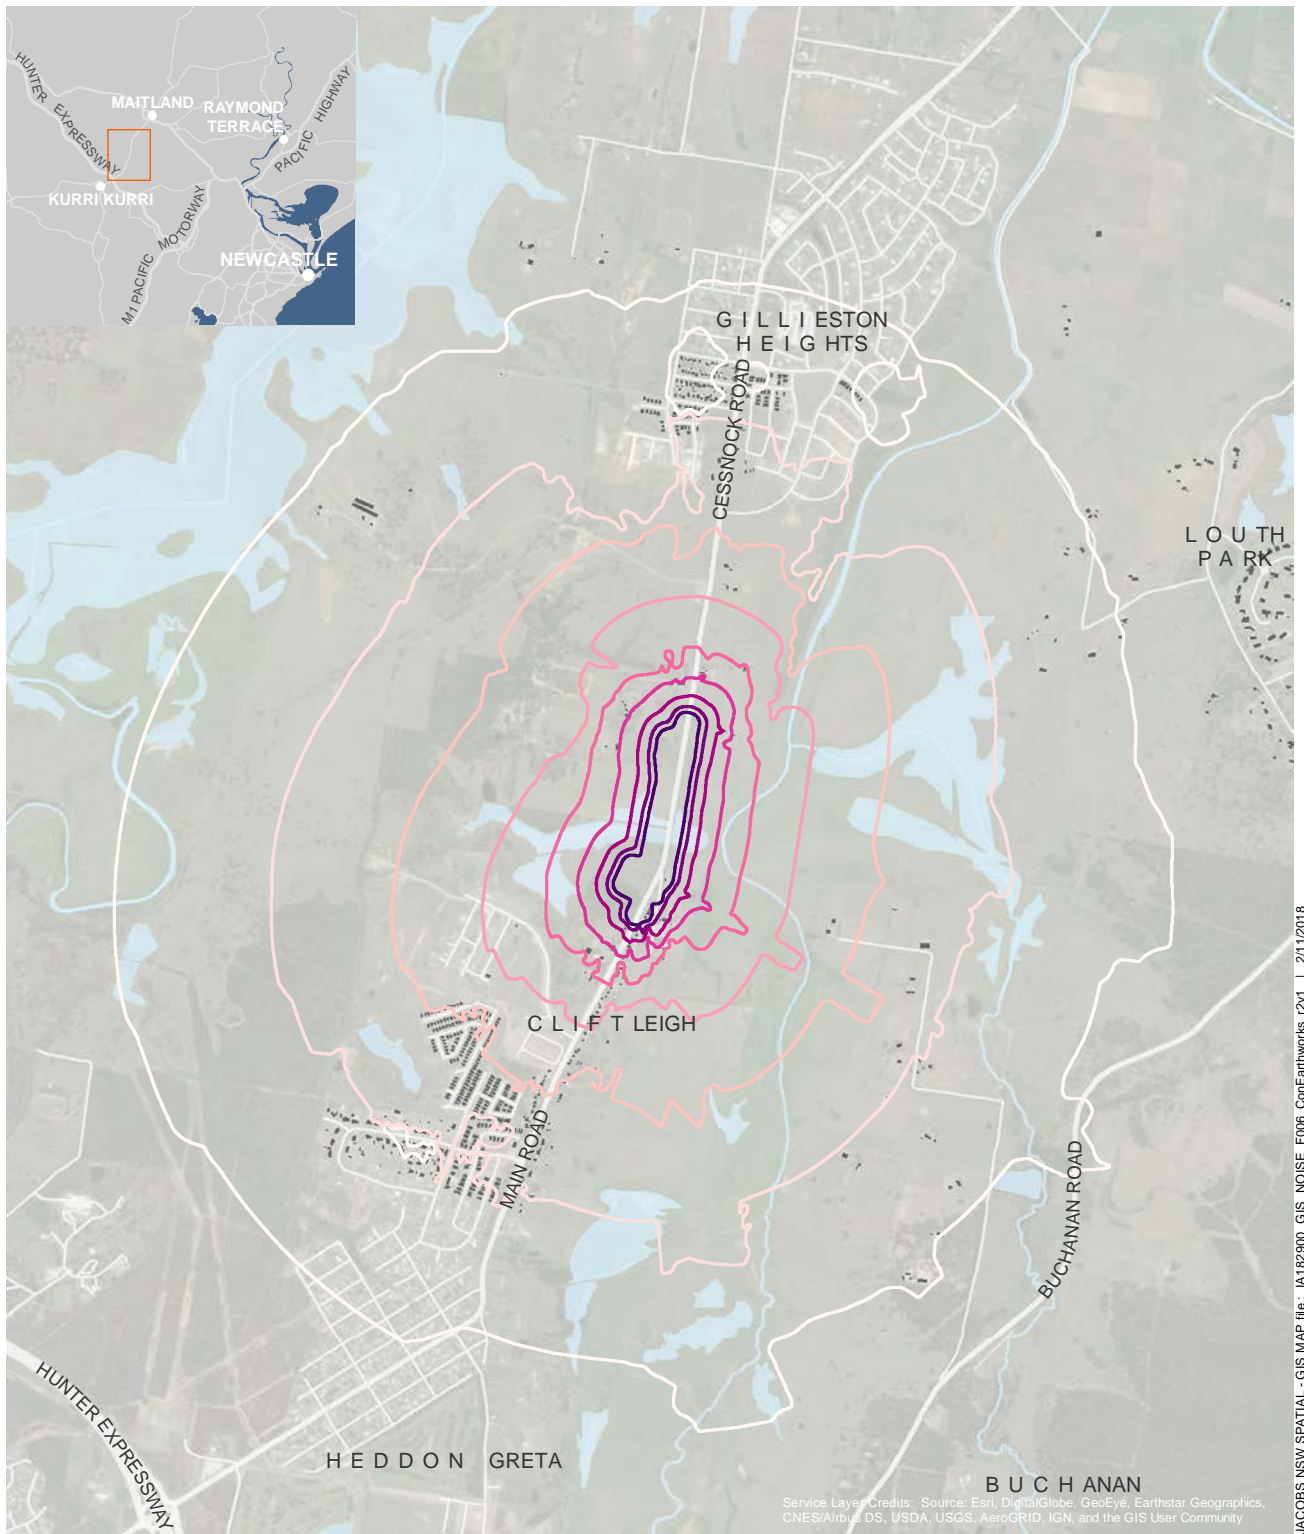 HUNTER EXPRESSWAY
MAITLAND
RAYMOND
TERRACE
PACIFIC HIGHWAY
KURRI KURRI
M1 PACIFIC MOTORWAY
NEWCASTLE
GILLIESTON
HEIGHTS
CESSNOCK ROAD
LOUTH
PARK
CLIFTLEIGH
MAIN ROAD
BUCHANAN ROAD
HUNTER EXPRESSWAY
HEDDON GRETA
BUCHANAN
Service Layer Credits: Source: Esri, DigitalGlobe, GeoEye, Earthstar Geographics,
CNES/Airbus DS, USDA, USGS, AeroGRID, IGN, and the GIS User Community
JACOBS NSW SPATIAL - GIS MAP file : JA182900_GIS_NOISE_F006_ConEarthworks_r2v1 | 2/11/2018